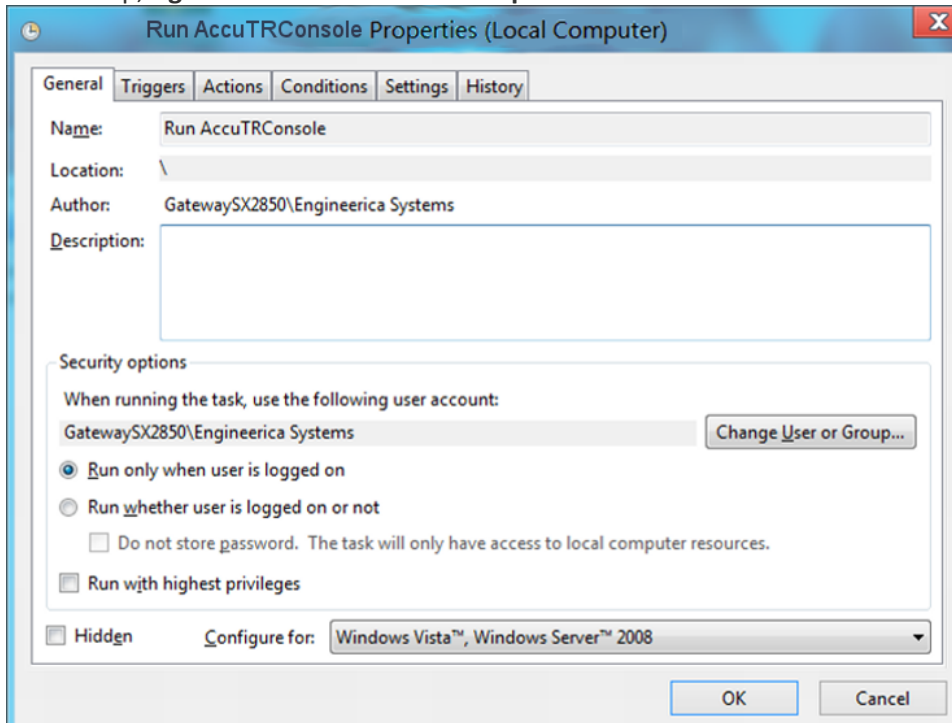 Run AccuTRConsole Properties (Local Computer)
General Triggers Actions Conditions Settings History
Name: Run AccuTRConsole
Location: \
Author: GatewaySX2850\Engineerica Systems
Description:
Security options
When running the task, use the following user account:
GatewaySX2850\Engineerica Systems Change User or Group...
Run only when user is logged on
Run whether user is logged on or not
Do not store password. The task will only have access to local computer resources.
Run with highest privileges
Hidden Configure for: Windows Vista™, Windows Server™ 2008
OK Cancel